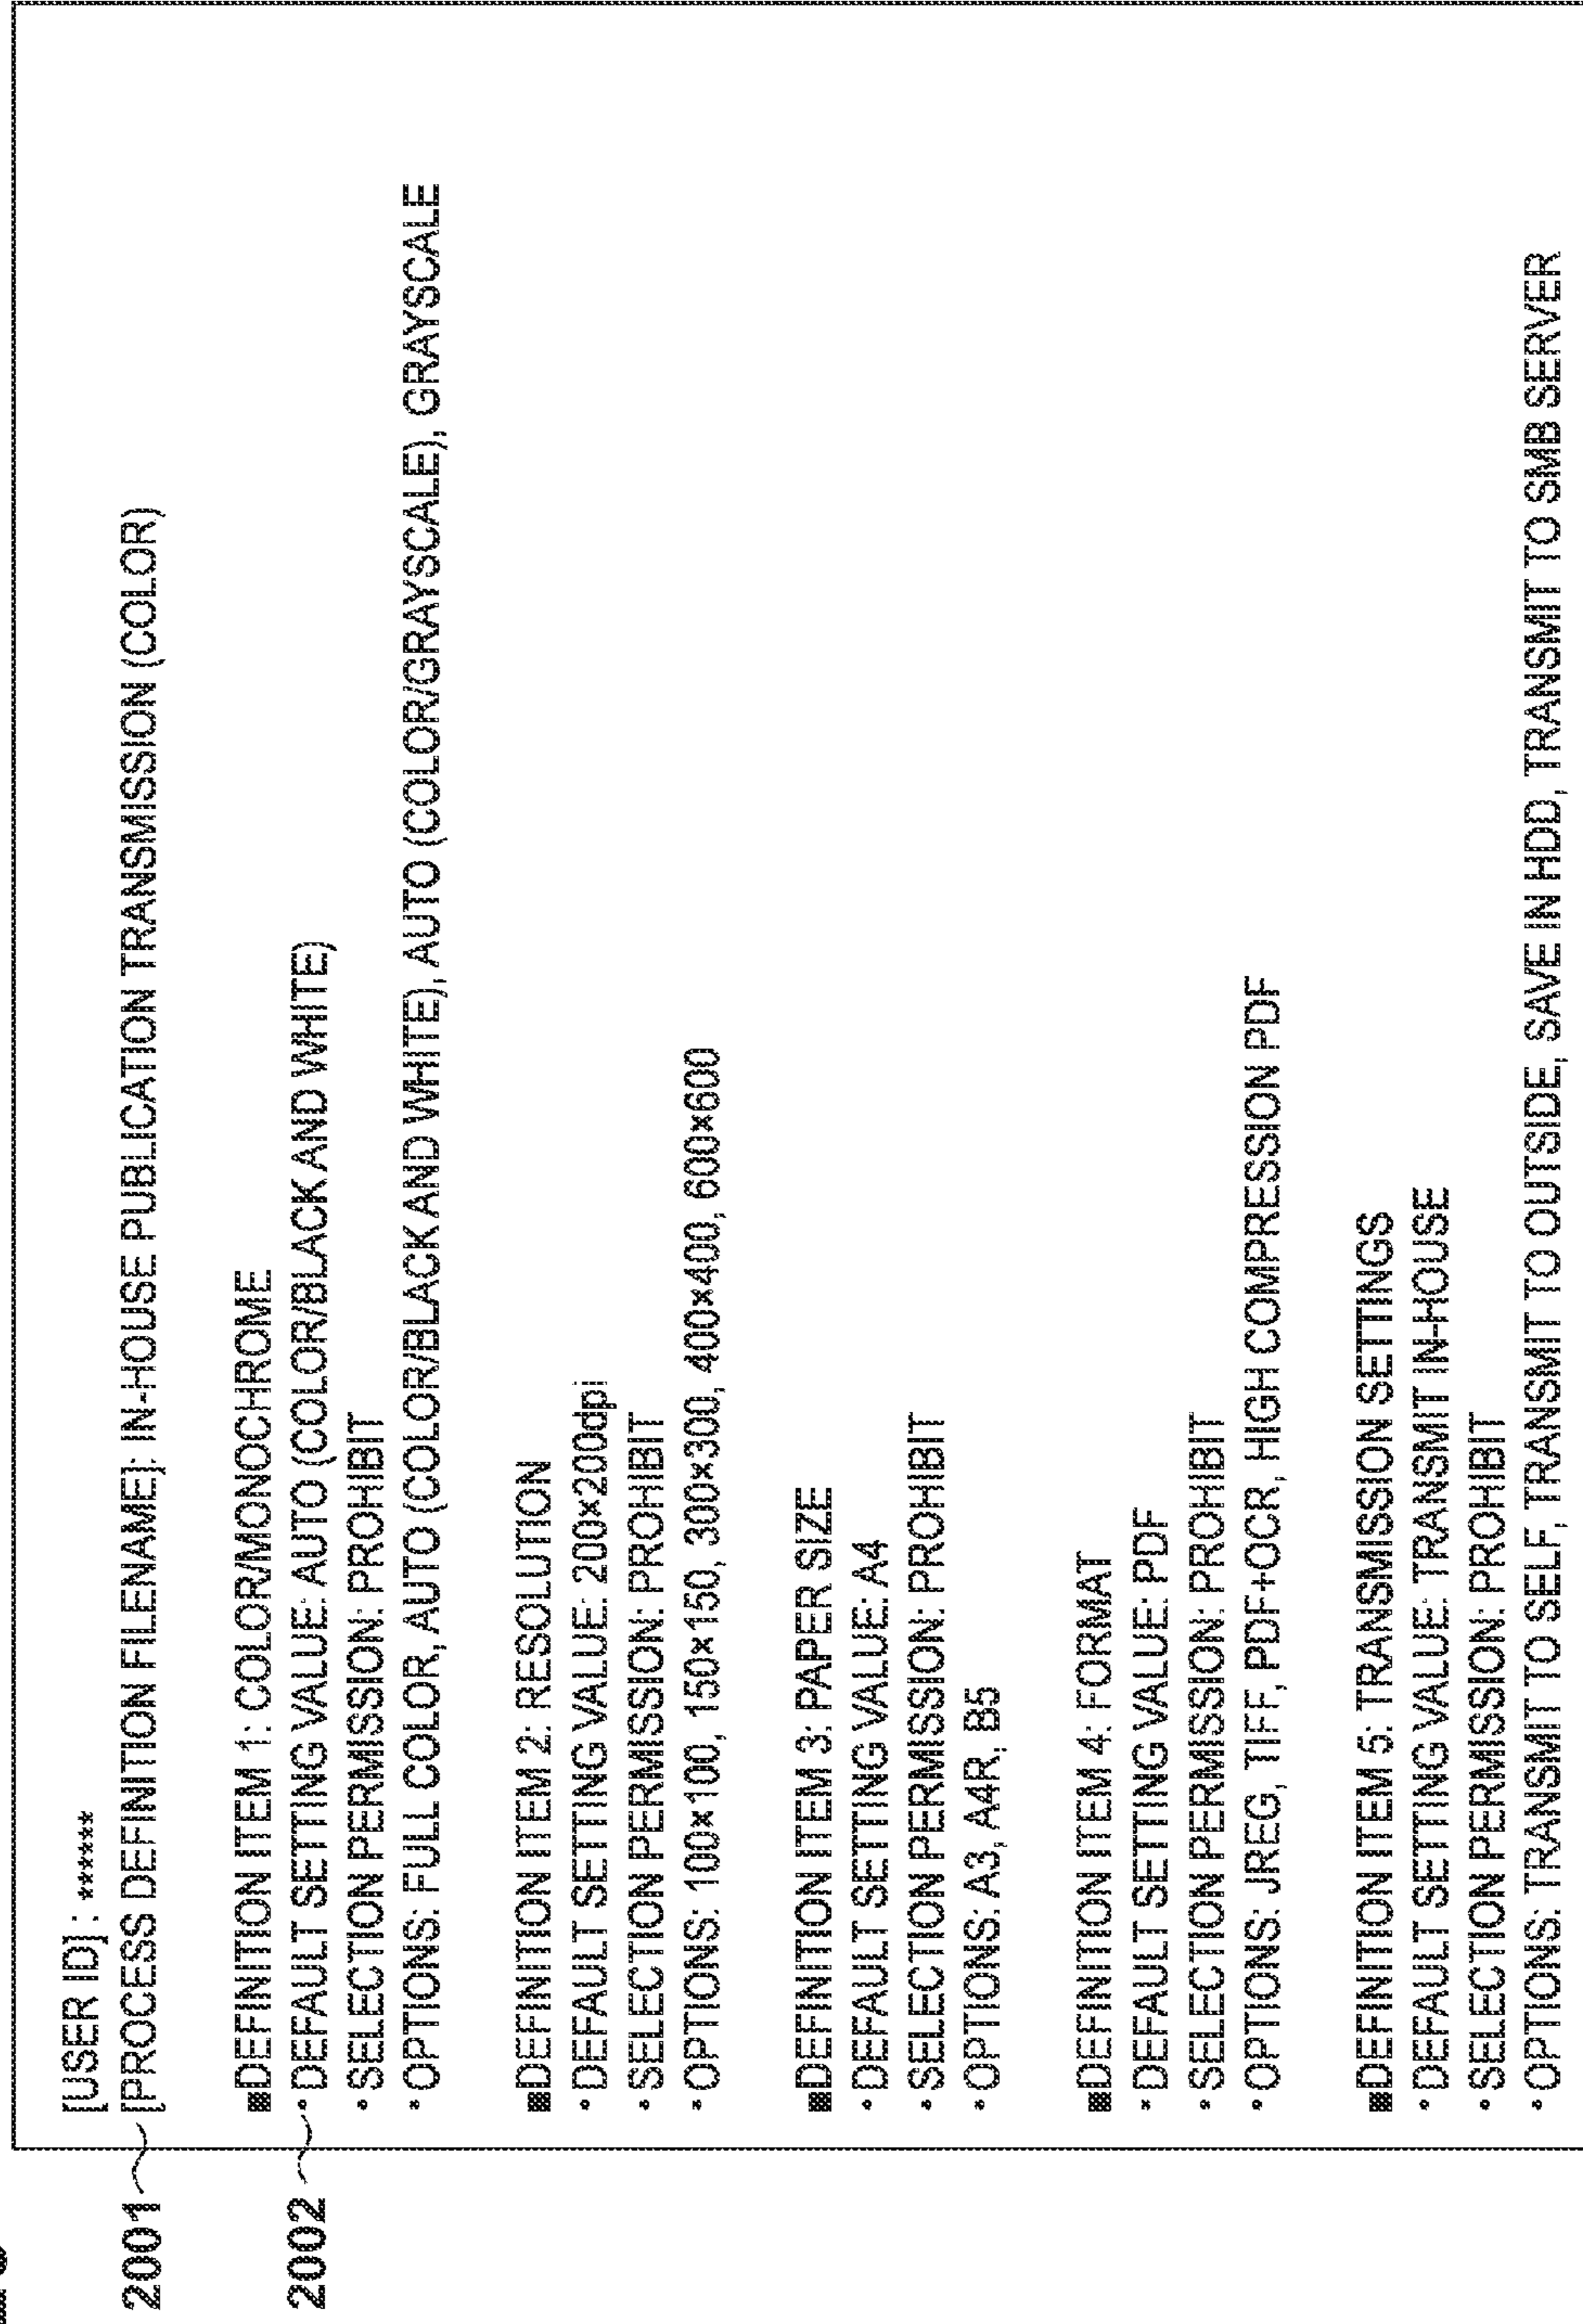 [USER ID] : ******
2001 [PROCESS DEFINITION FILENAME]: IN-HOUSE PUBLICATION TRANSMISSION (COLOR)
■DEFINITION ITEM 1: COLOR/MONOCHROME
2002 • DEFAULT SETTING VALUE: AUTO (COLOR/BLACK AND WHITE)
• SELECTION PERMISSION: PROHIBIT
• OPTIONS: FULL COLOR, AUTO (COLOR/BLACK AND WHITE), AUTO (COLOR/GRAYSCALE), GRAYSCALE
■DEFINITION ITEM 2: RESOLUTION
• DEFAULT SETTING VALUE: 200×200dpi
• SELECTION PERMISSION: PROHIBIT
• OPTIONS: 100×100, 150×150, 300×300, 400×400, 600×600
■DEFINITION ITEM 3: PAPER SIZE
• DEFAULT SETTING VALUE: A4
• SELECTION PERMISSION: PROHIBIT
• OPTIONS: A3, A4R, B5
■DEFINITION ITEM 4: FORMAT
• DEFAULT SETTING VALUE: PDF
• SELECTION PERMISSION: PROHIBIT
• OPTIONS: JREG, TIFF, PDF+OCR, HIGH COMPRESSION PDF
■DEFINITION ITEM 5: TRANSMISSION SETTINGS
• DEFAULT SETTING VALUE: TRANSMIT IN-HOUSE
• SELECTION PERMISSION: PROHIBIT
• OPTIONS: TRANSMIT TO SELF, TRANSMIT TO OUTSIDE, SAVE IN HDD, TRANSMIT TO SMB SERVER